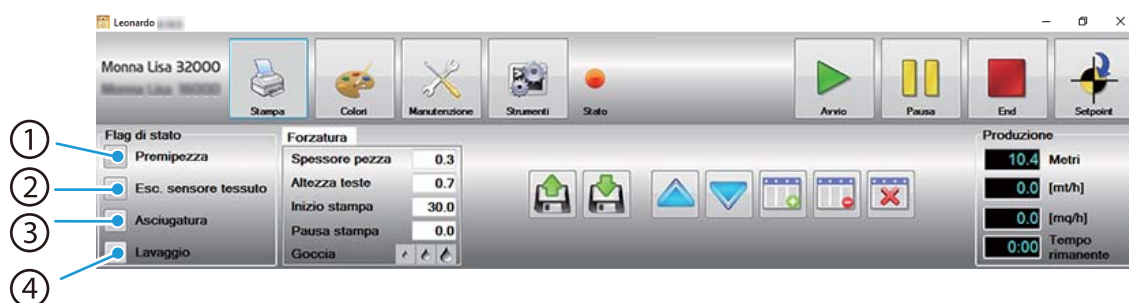 Leonardo
Monna Lisa 32000
Stampa
Colori
Manutenzione
Strumenti
Stato
Avvio
Pausa
End
Setpoint
Flag di stato
1
Premipezza
2
Esc. sensore tessuto
3
Asciugatura
4
Lavaggio
Forzatura
Spessore pezza 0.3
Altezza teste 0.7
Inizio stampa 30.0
Pausa stampa 0.0
Goccia
Produzione
10.4 Metri
0.0 [mt/h]
0.0 [mq/h]
0:00 Tempo
rimanente